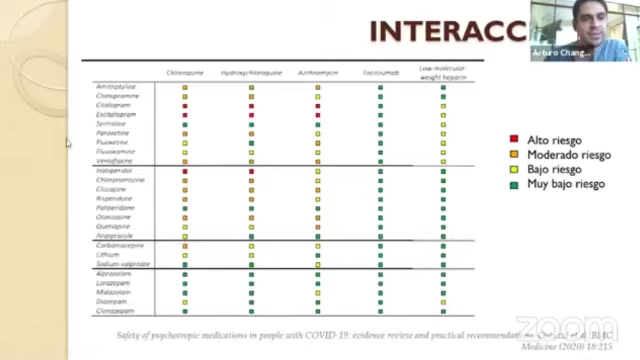 INTERACC
Arturo Chang...
Chloroquine Hydroxychloroquine Azithromycin Tocilizumab Low-molecular-
weight heparin
Amitriptyline
Clomipramine
Citalopram
Escitalopram
Sertraline
Paroxetine
Fluoxetine
Fluvoxamine
Venlafaxine
Haloperidol
Chlorpromazine
Clozapine
Risperidone
Paliperidone
Olanzapine
Quetiapine
Aripiprazole
Carbamazepine
Lithium
Sodium valproate
Alprazolam
Lorazepam
Midazolam
Diazepam
Clonazepam
Alto riesgo
Moderado riesgo
Bajo riesgo
Muy bajo riesgo
Safety of psychotropic medications in people with COVID-19: evidence review and practical recommendations. BMC
Medicine (2020) 18:215
zoom